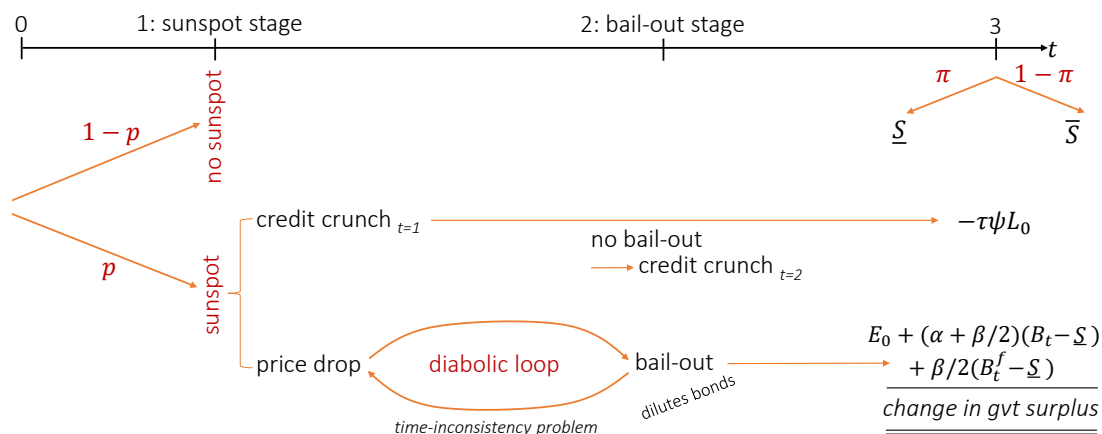 0
1: sunspot stage
2: bail-out stage
3
t
π
1 − π
S̲
S̅
1 − p
no sunspot
p
sunspot
credit crunch t=1
−τψL₀
no bail-out
credit crunch t=2
price drop
diabolic loop
bail-out
dilutes bonds
time-inconsistency problem
E₀ + (α + β/2)(Bₜ−S̲)
+ β/2(Bₜᶠ−S̲)
change in gvt surplus